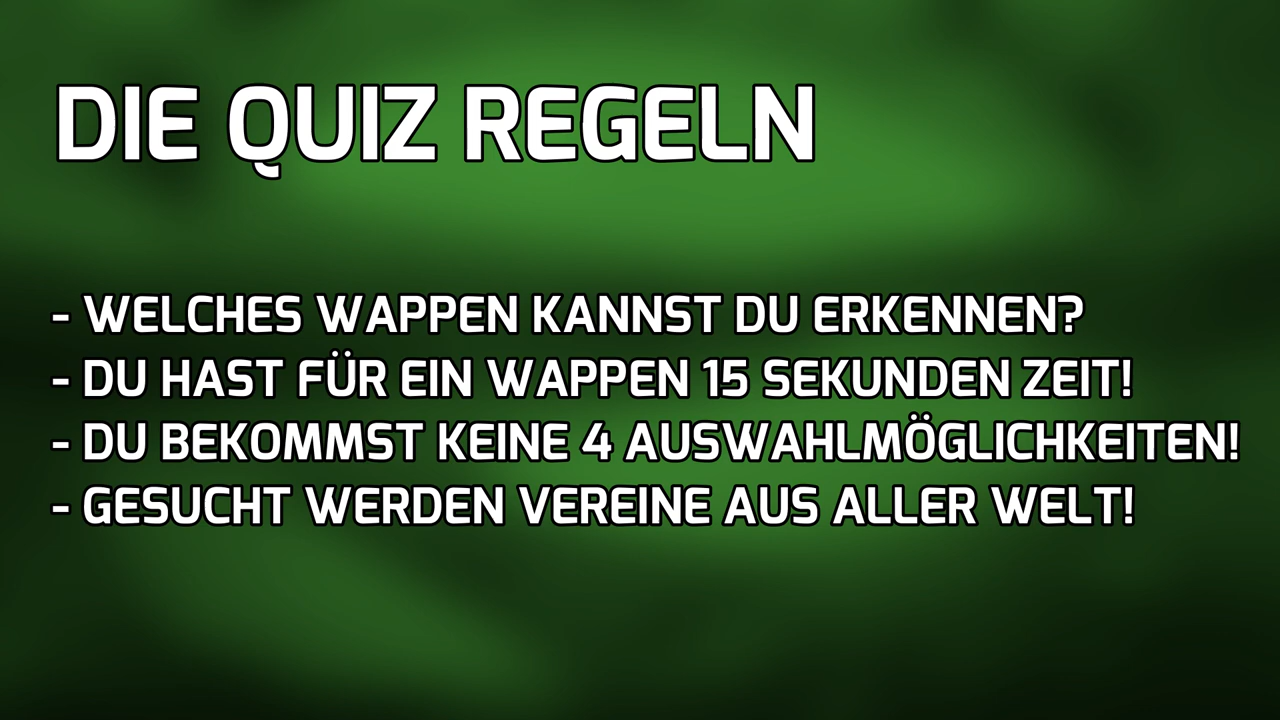 DIE QUIZ REGELN
- WELCHES WAPPEN KANNST DU ERKENNEN?
- DU HAST FÜR EIN WAPPEN 15 SEKUNDEN ZEIT!
- DU BEKOMMST KEINE 4 AUSWAHLMÖGLICHKEITEN!
- GESUCHT WERDEN VEREINE AUS ALLER WELT!